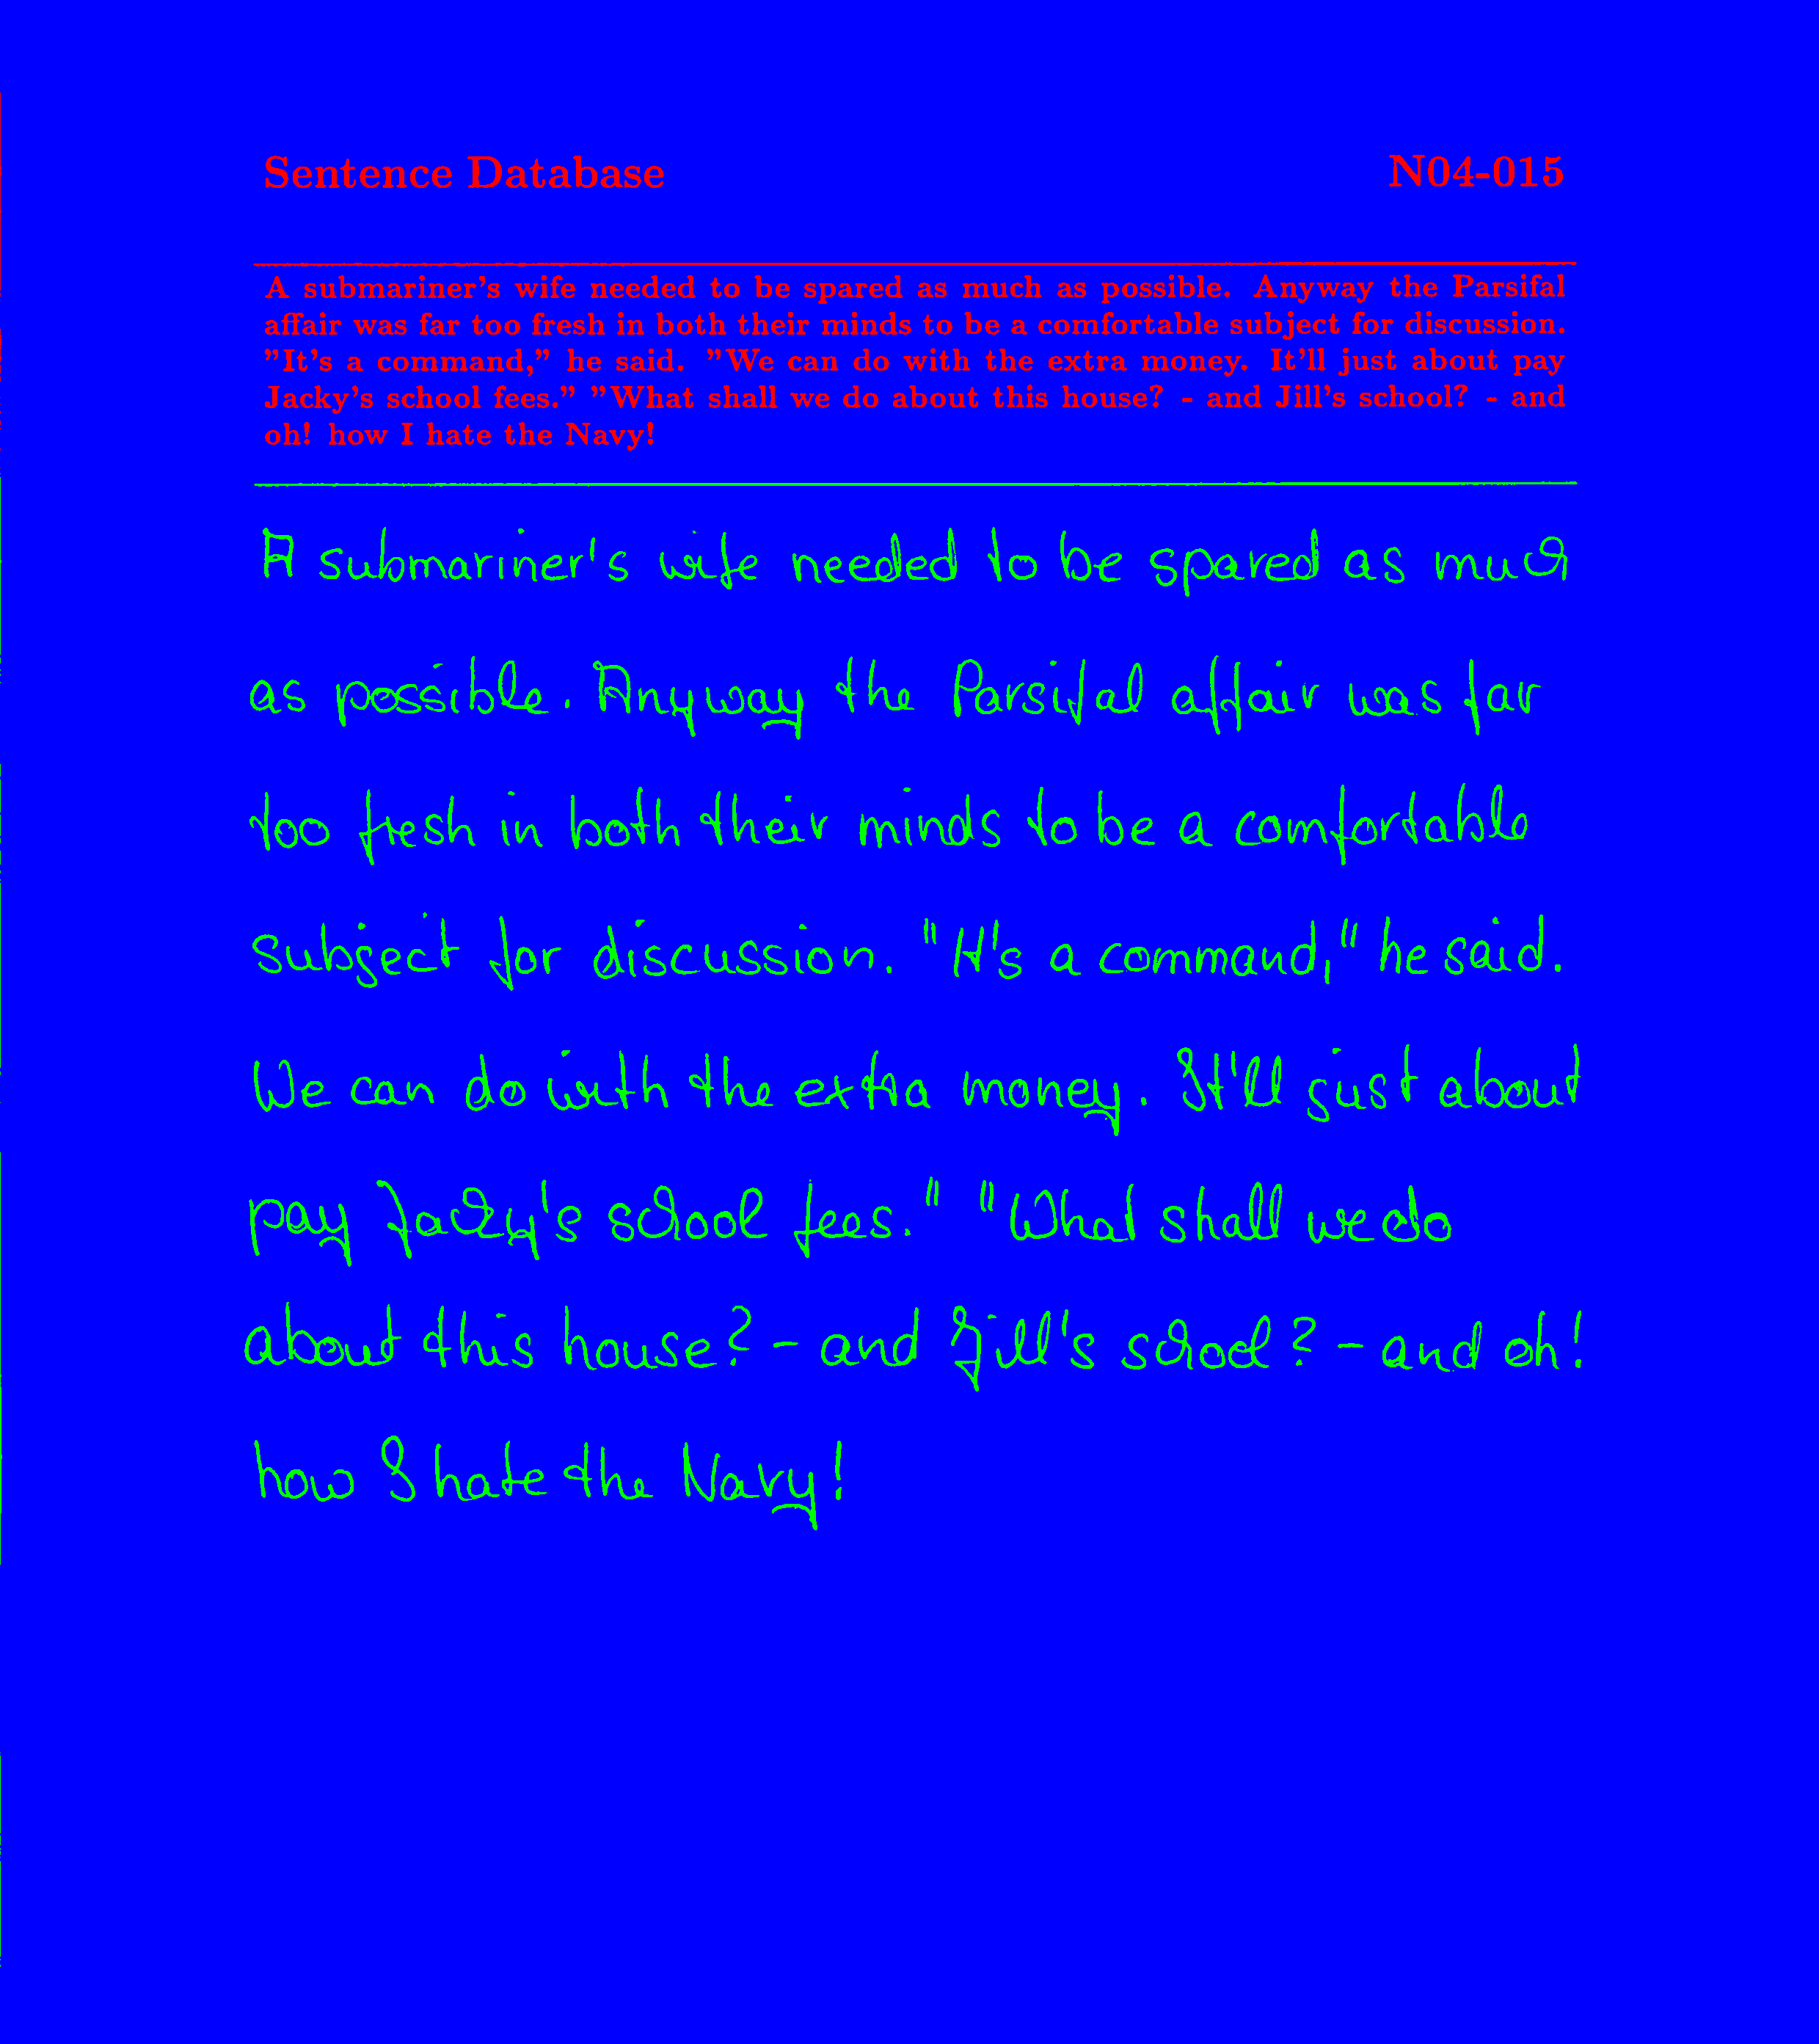 Sentence Database N04-015
A submariner's wife needed to be spared as much as possible. Anyway the Parsifal
affair was far too fresh in both their minds to be a comfortable subject for discussion.
"It's a command," he said. "We can do with the extra money. It'll just about pay
Jacky's school fees." "What shall we do about this house? - and Jill's school? - and
oh! how I hate the Navy!
A submariner's wife needed to be spared as much
as possible. Anyway the Parsifal affair was far
too fresh in both their minds to be a comfortable
subject for discussion. "It's a command," he said.
We can do with the extra money. It'll just about
pay Jacky's school fees." "What shall we do
about this house? - and Jill's school? - and oh!
how I hate the Navy!